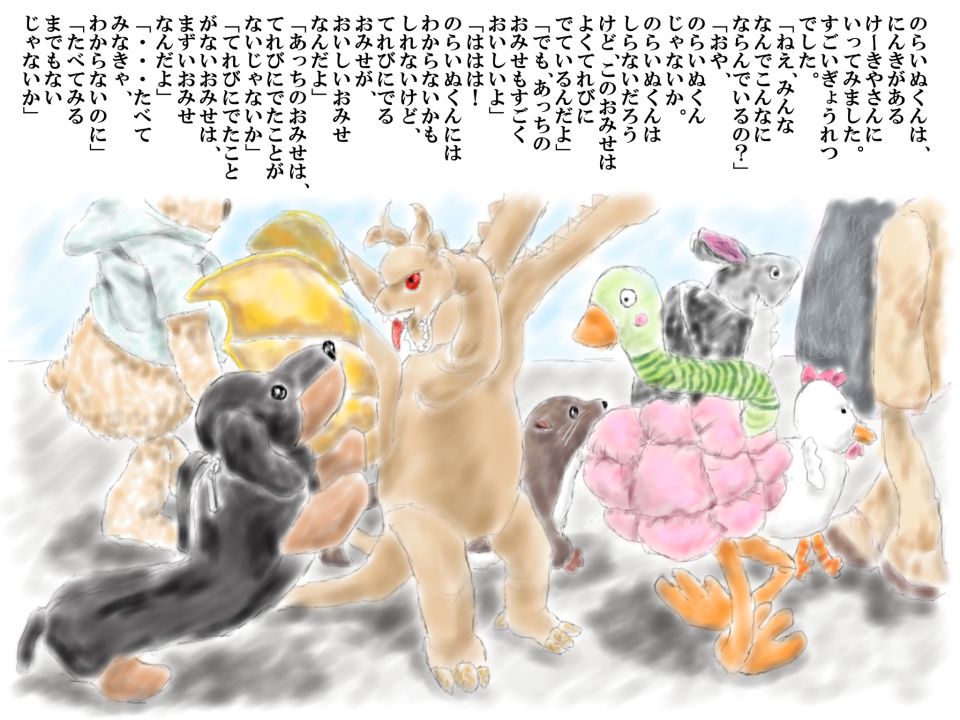 のらいぬくんは、
にんきがある
けーきやさんに
いってみました。
すごいぎょうれつ
でした。
「ねえ、みんな
なんでこんなに
ならんでいるの？」
「おや、
のらいぬくん
じゃないか。
のらいぬくんは
しらないだろう
けど、このおみせは
よくてれびに
でているんだよ」
「でも、あっちの
おみせもすごく
おいしいよ」
「ははは！
のらいぬくんには
わからないかも
しれないけど、
てれびにでる
おみせが、
おいしいおみせ
なんだよ」
「あっちのおみせは、
てれびにでたことが
ないじゃないか」
「てれびにでたこと
がないおみせは、
まずいおみせ
なんだよ」
「・・・たべて
みなきゃ、
わからないのに」
「たべてみる
までもない
じゃないか」